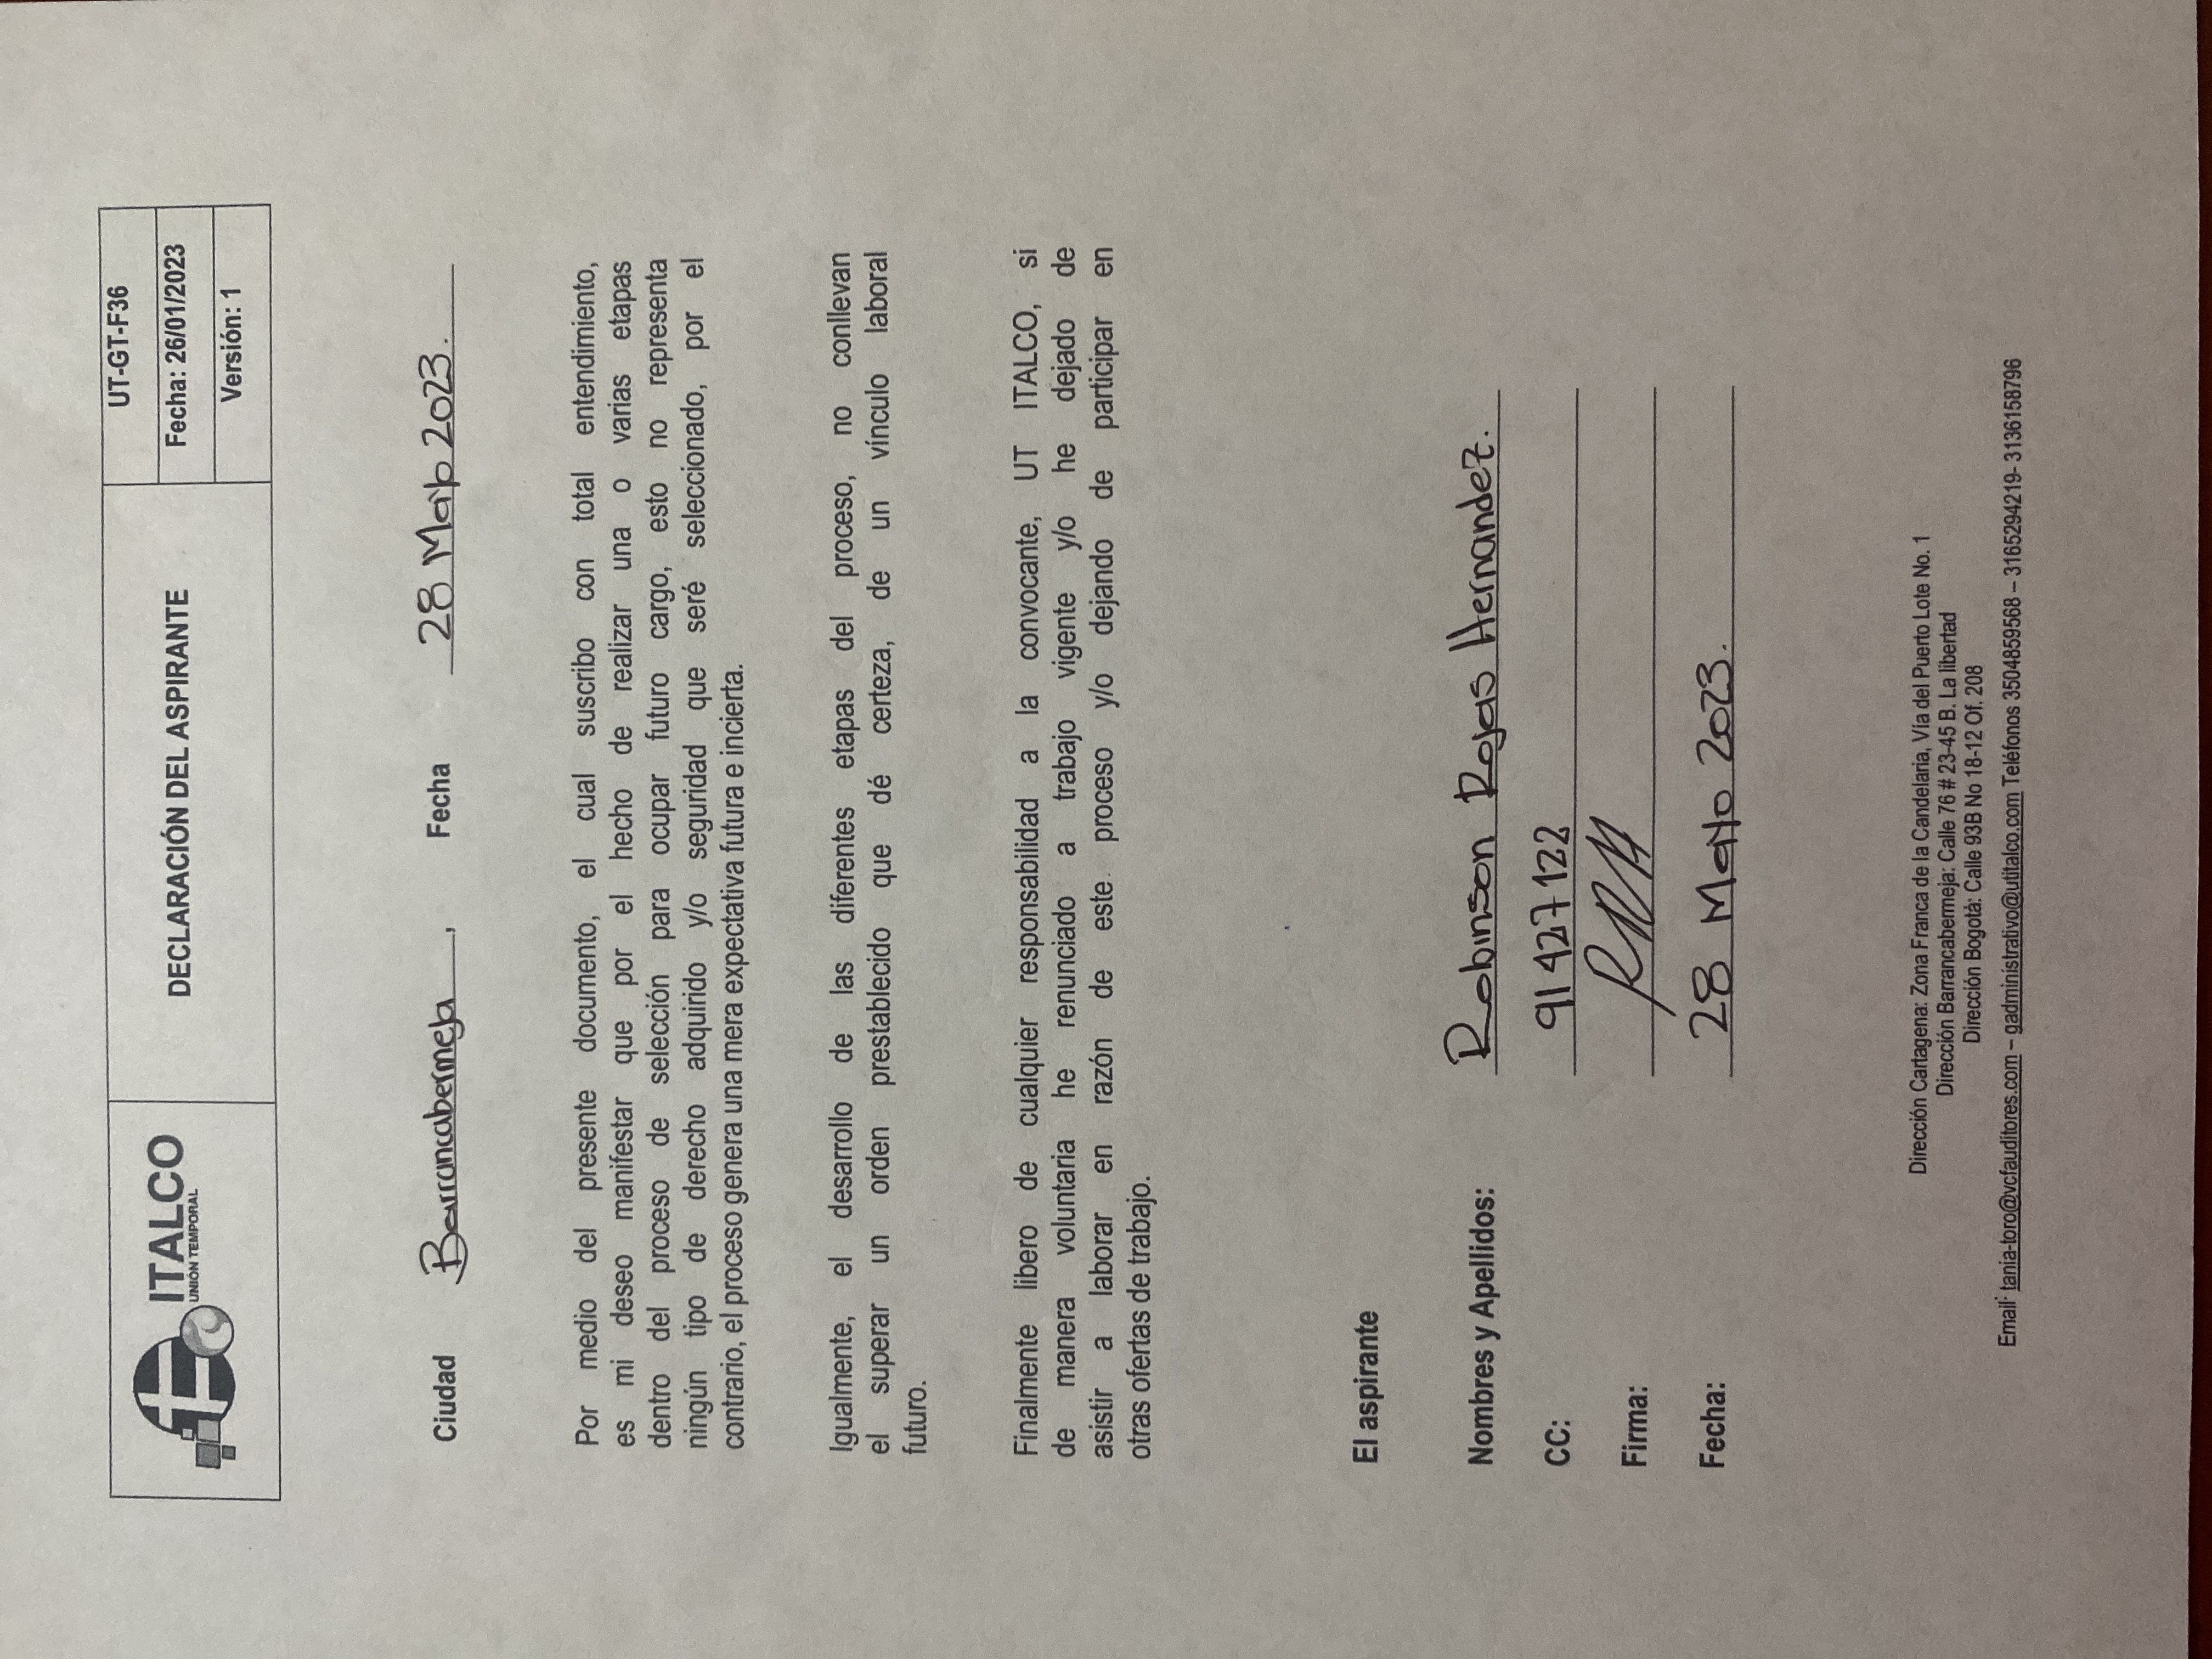 ITALCO
UNIÓN TEMPORAL
DECLARACIÓN DEL ASPIRANTE
UT-GT-F36
Fecha: 26/01/2023
Versión: 1
Ciudad Barrancabermeja, Fecha 28 Mayo 2023.
Por medio del presente documento, el cual suscribo con total entendimiento,
es mi deseo manifestar que por el hecho de realizar una o varias etapas
dentro del proceso de selección para ocupar futuro cargo, esto no representa
ningún tipo de derecho adquirido y/o seguridad que seré seleccionado, por el
contrario, el proceso genera una mera expectativa futura e incierta.
Igualmente, el desarrollo de las diferentes etapas del proceso, no conllevan
el superar un orden prestablecido que dé certeza, de un vínculo laboral
futuro.
Finalmente libero de cualquier responsabilidad a la convocante, UT ITALCO, si
de manera voluntaria he renunciado a trabajo vigente y/o he dejado de
asistir a laborar en razón de este proceso y/o dejando de participar en
otras ofertas de trabajo.
El aspirante
Nombres y Apellidos: Robinson Rojas Hernandez.
CC: 91427122
Firma: RRH
Fecha: 28 Mayo 2023.
Dirección Cartagena: Zona Franca de la Candelaria, Vía del Puerto Lote No. 1
Dirección Barrancabermeja: Calle 76 # 23-45 B. La libertad
Dirección Bogotá: Calle 93B No 18-12 Of. 208
Email: tania-toro@vcfauditores.com – gadministrativo@utitalco.com Teléfonos 3504859568 – 3165294219- 3136158796